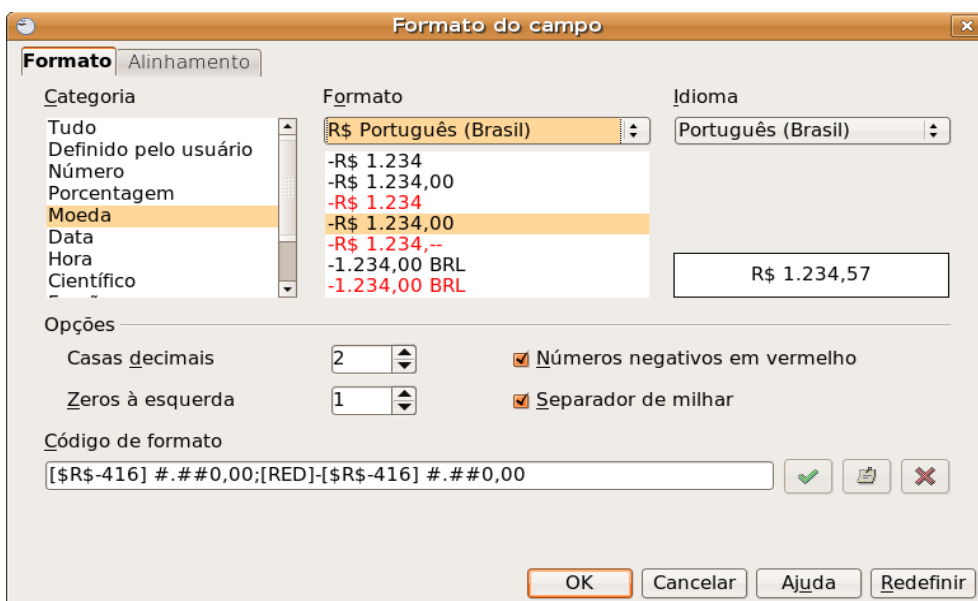 Formato do campo
Formato Alinhamento
Categoria
Tudo
Definido pelo usuário
Número
Porcentagem
Moeda
Data
Hora
Científico
Formato
R$ Português (Brasil)
-R$ 1.234
-R$ 1.234,00
-R$ 1.234
-R$ 1.234,00
-R$ 1.234,--
-1.234,00 BRL
-1.234,00 BRL
Idioma
Português (Brasil)
R$ 1.234,57
Opções
Casas decimais 2
Números negativos em vermelho
Zeros à esquerda 1
Separador de milhar
Código de formato
[$R$-416] #.##0,00;[RED]-[$R$-416] #.##0,00
OK Cancelar Ajuda Redefinir